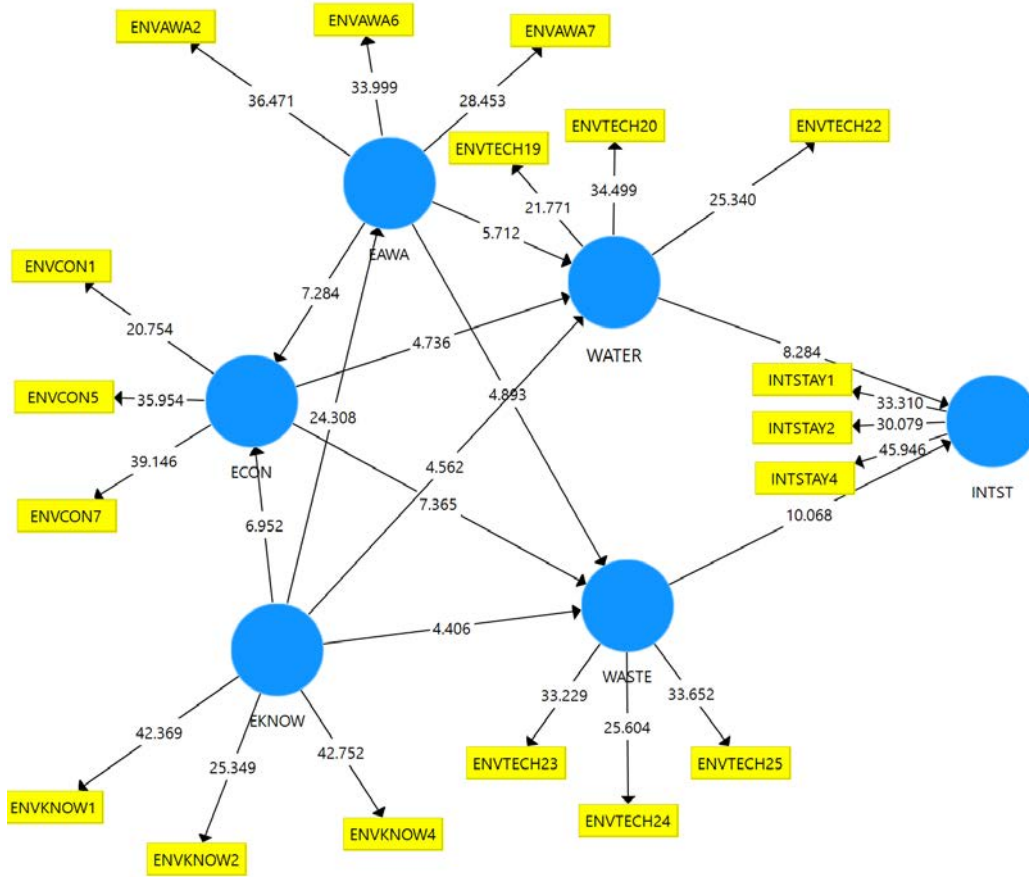 ENVAWA2
ENVAWA6
ENVAWA7
36.471
33.999
28.453
ENVTECH19
ENVTECH20
ENVTECH22
21.771
34.499
25.340
EAWA
5.712
ENVCON1
20.754
7.284
4.736
WATER
8.284
ENVCON5
35.954
24.308
4.893
INTSTAY1
33.310
INTSTAY2
30.079
INTSTAY4
45.946
INTST
39.146
ECON
4.562
ENVCON7
6.952
7.365
10.068
4.406
EKNOW
WASTE
42.369
25.349
42.752
33.229
25.604
33.652
ENVKNOW1
ENVKNOW2
ENVKNOW4
ENVTECH23
ENVTECH24
ENVTECH25